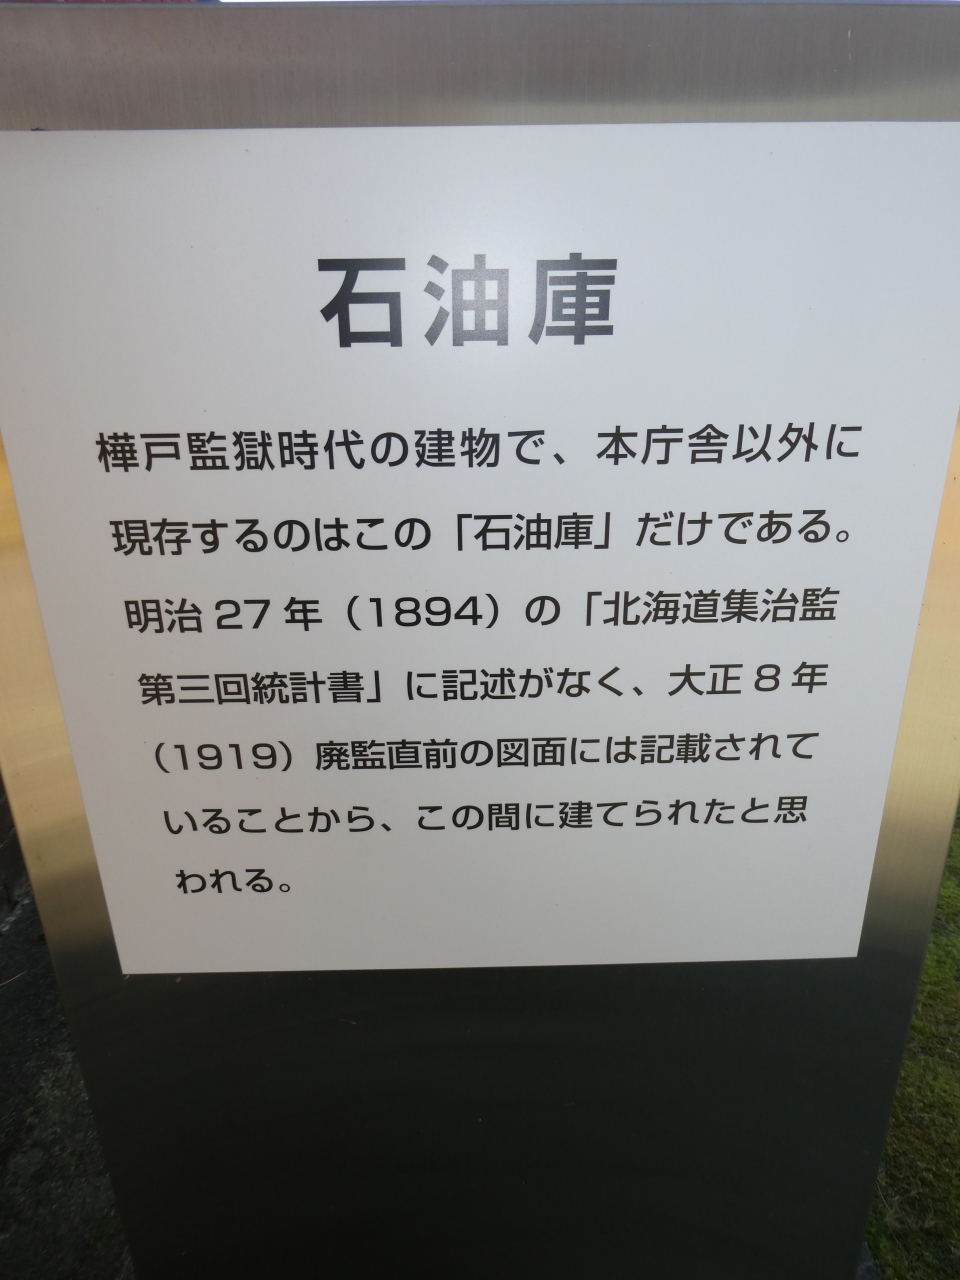 石油庫
樺戸監獄時代の建物で、本庁舎以外に
現存するのはこの「石油庫」だけである。
明治27年（1894）の「北海道集治監
第三回統計書」に記述がなく、大正8年
（1919）廃監直前の図面には記載されて
いることから、この間に建てられたと思
われる。